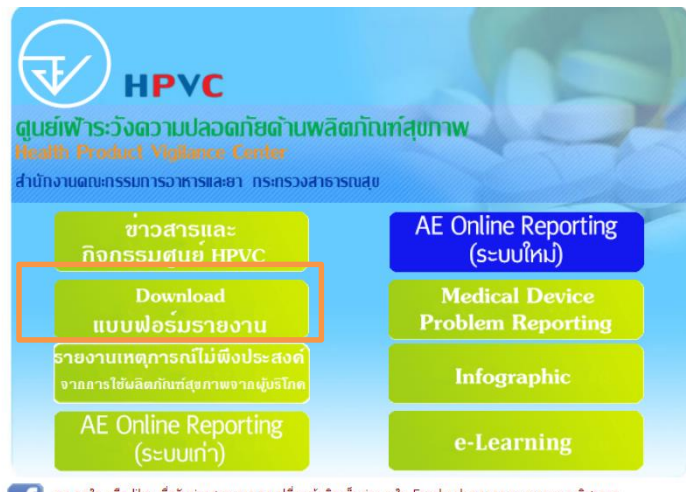 HPVC
ศูนย์เฝ้าระวังความปลอดภัยด้านผลิตภัณฑ์สุขภาพ
Health Product Vigilance Center
สำนักงานคณะกรรมการอาหารและยา กระทรวงสาธารณสุข
ข่าวสารและ
กิจกรรมศูนย์ HPVC
AE Online Reporting
(ระบบใหม่)
Download
แบบฟอร์มรายงาน
Medical Device
Problem Reporting
รายงานเหตุการณ์ไม่พึงประสงค์
จากการใช้ผลิตภัณฑ์สุขภาพจากผู้บริโภค
Infographic
AE Online Reporting
(ระบบเก่า)
e-Learning